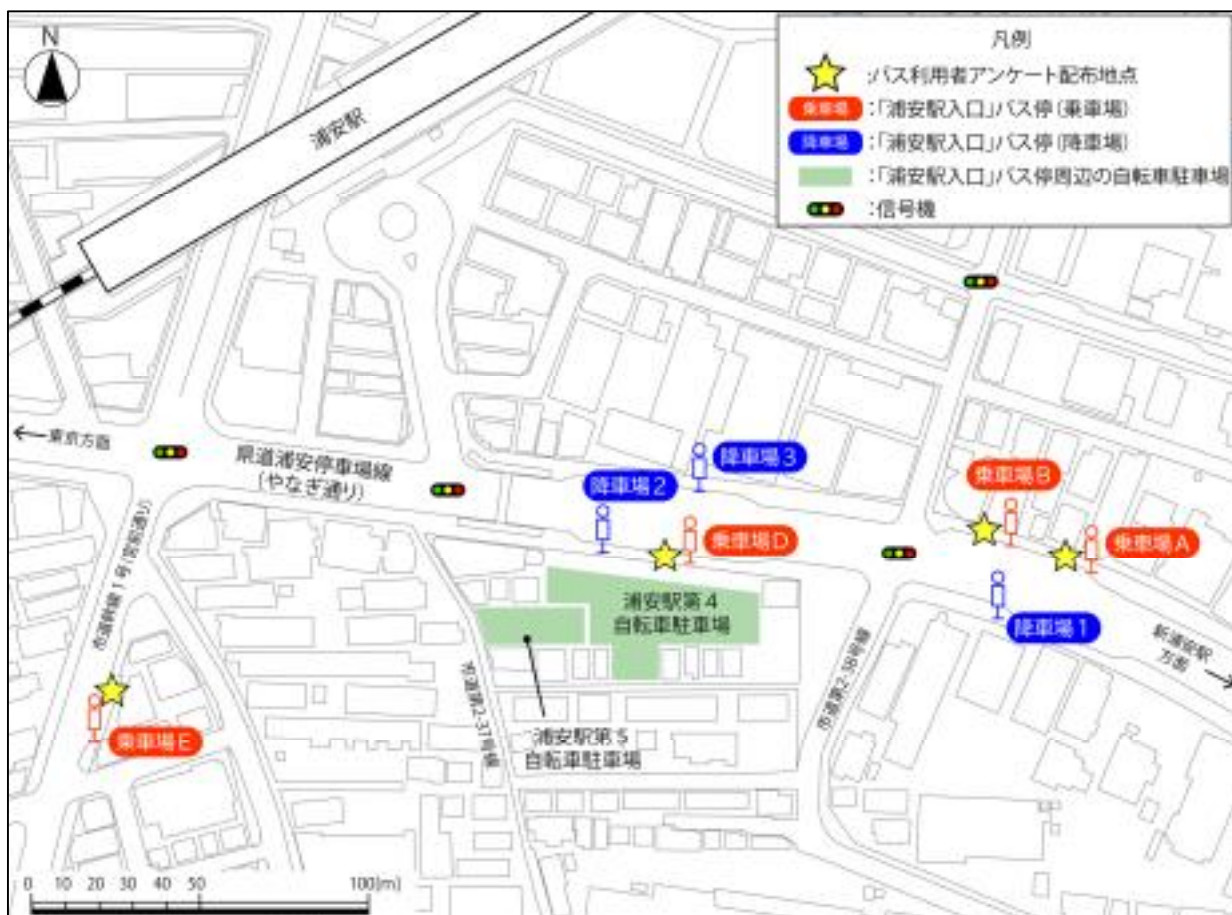 N
凡例
:バス利用者アンケート配布地点
乗車場
:「浦安駅入口」バス停(乗車場)
降車場
:「浦安駅入口」バス停(降車場)
:「浦安駅入口」バス停周辺の自転車駐車場
:信号機
浦安駅
←東京方面
県道浦安停車場線
(やなぎ通り)
降車場3
降車場2
乗車場B
乗車場D
乗車場A
市道幹線1号(宮前通り)
浦安駅第4
自転車駐車場
降車場1
新浦安駅
方面
→
市道第2-18号線
市道第2-37号線
乗車場E
浦安駅第5
自転車駐車場
0 10 20 30 40 50 100(m)